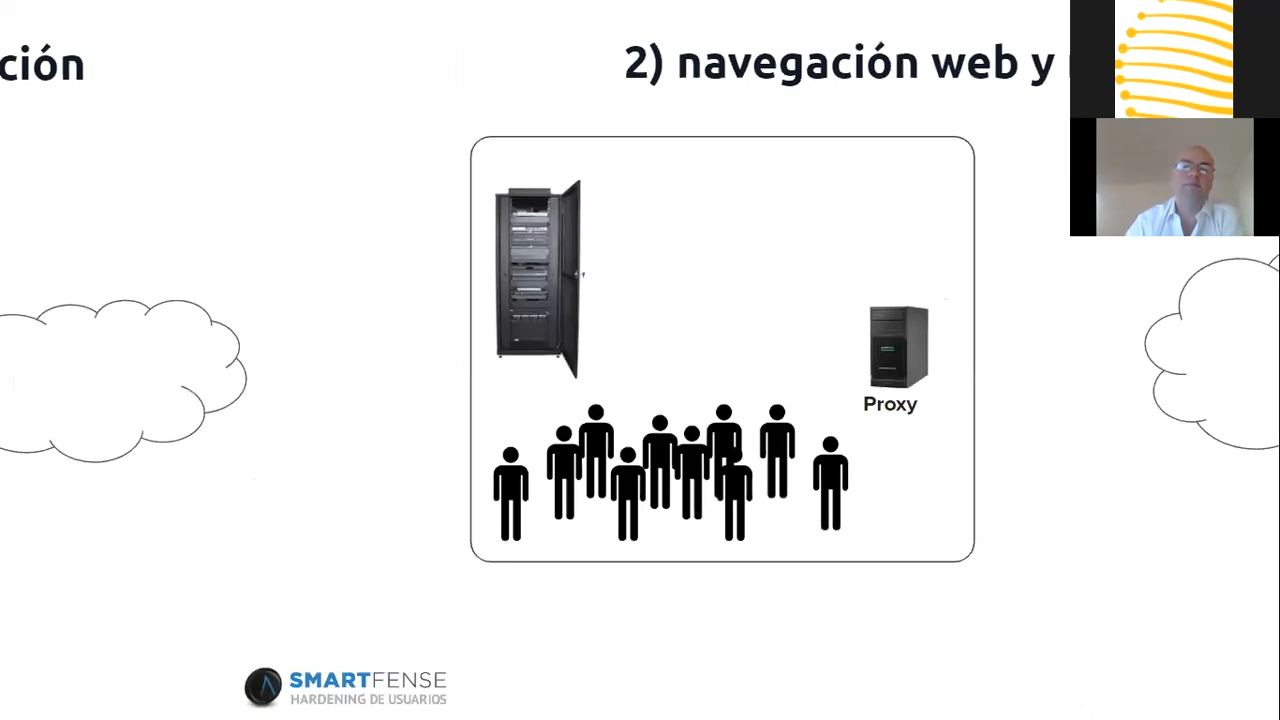 ción
2) navegación web y
Proxy
SMARTFENSE
HARDENING DE USUARIOS